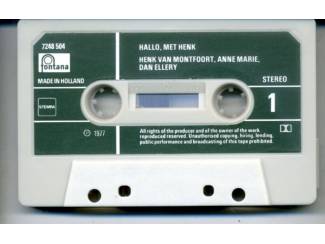 7248 504
HALLO, MET HENK
fontana
HENK VAN MONTFOORT, ANNE MARIE,
DAN ELLERY
MADE IN HOLLAND
STEREO
STEMRA
1
℗ 1977
All rights of the producer and of the owner of the work
reproduced reserved. Unauthorised copying, hiring, lending,
public performance and broadcasting of this tape prohibited.